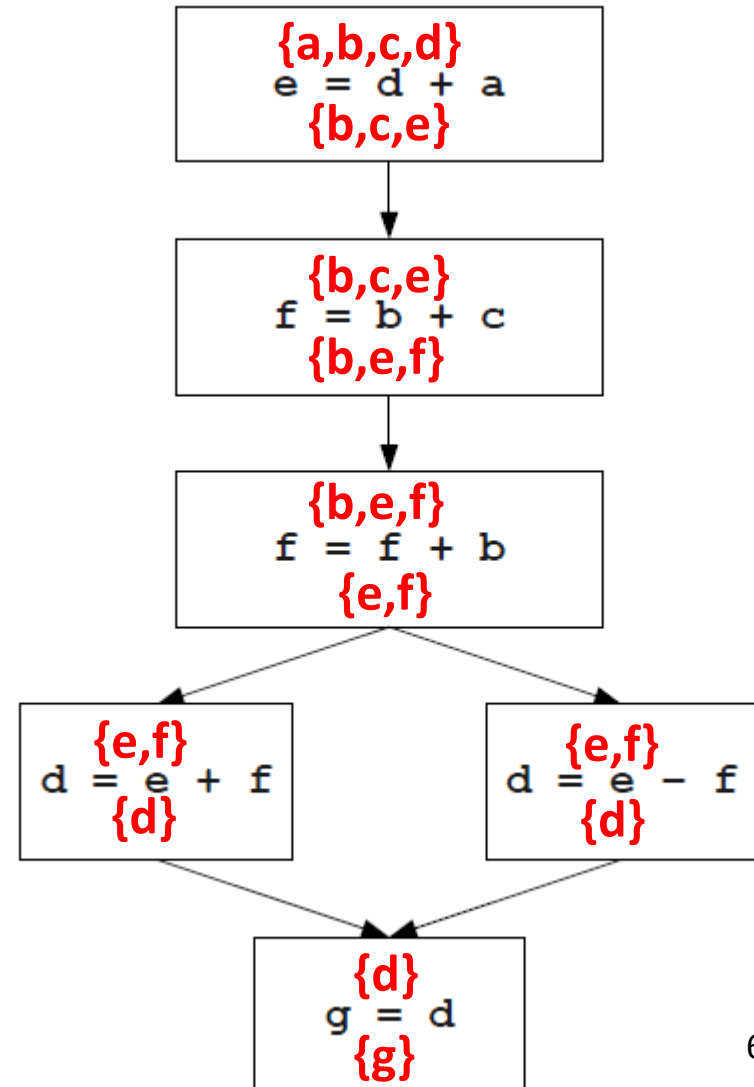 {a,b,c,d}
e = d + a
{b,c,e}
{b,c,e}
f = b + c
{b,e,f}
{b,e,f}
f = f + b
{e,f}
{e,f}
d = e + f
{d}
{e,f}
d = e - f
{d}
{d}
g = d
{g}